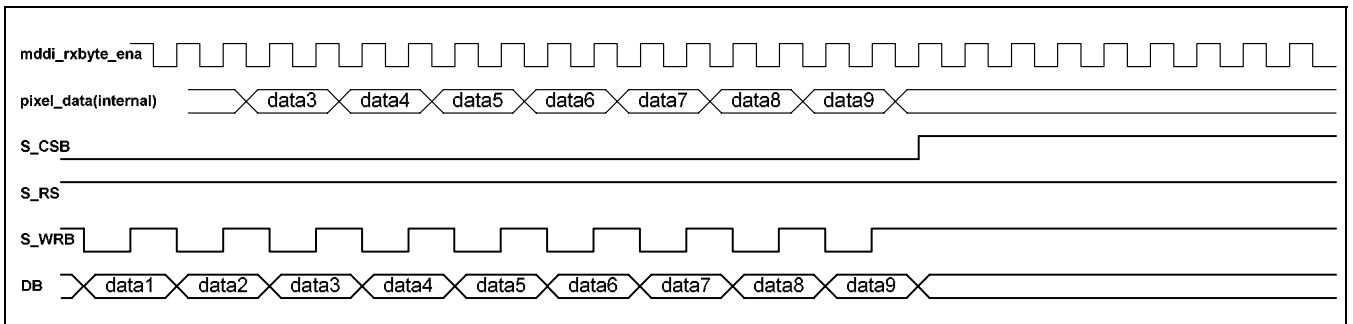 mddi_rxbyte_ena
pixel_data(internal) data3 data4 data5 data6 data7 data8 data9
S_CSB
S_RS
S_WRB
DB data1 data2 data3 data4 data5 data6 data7 data8 data9